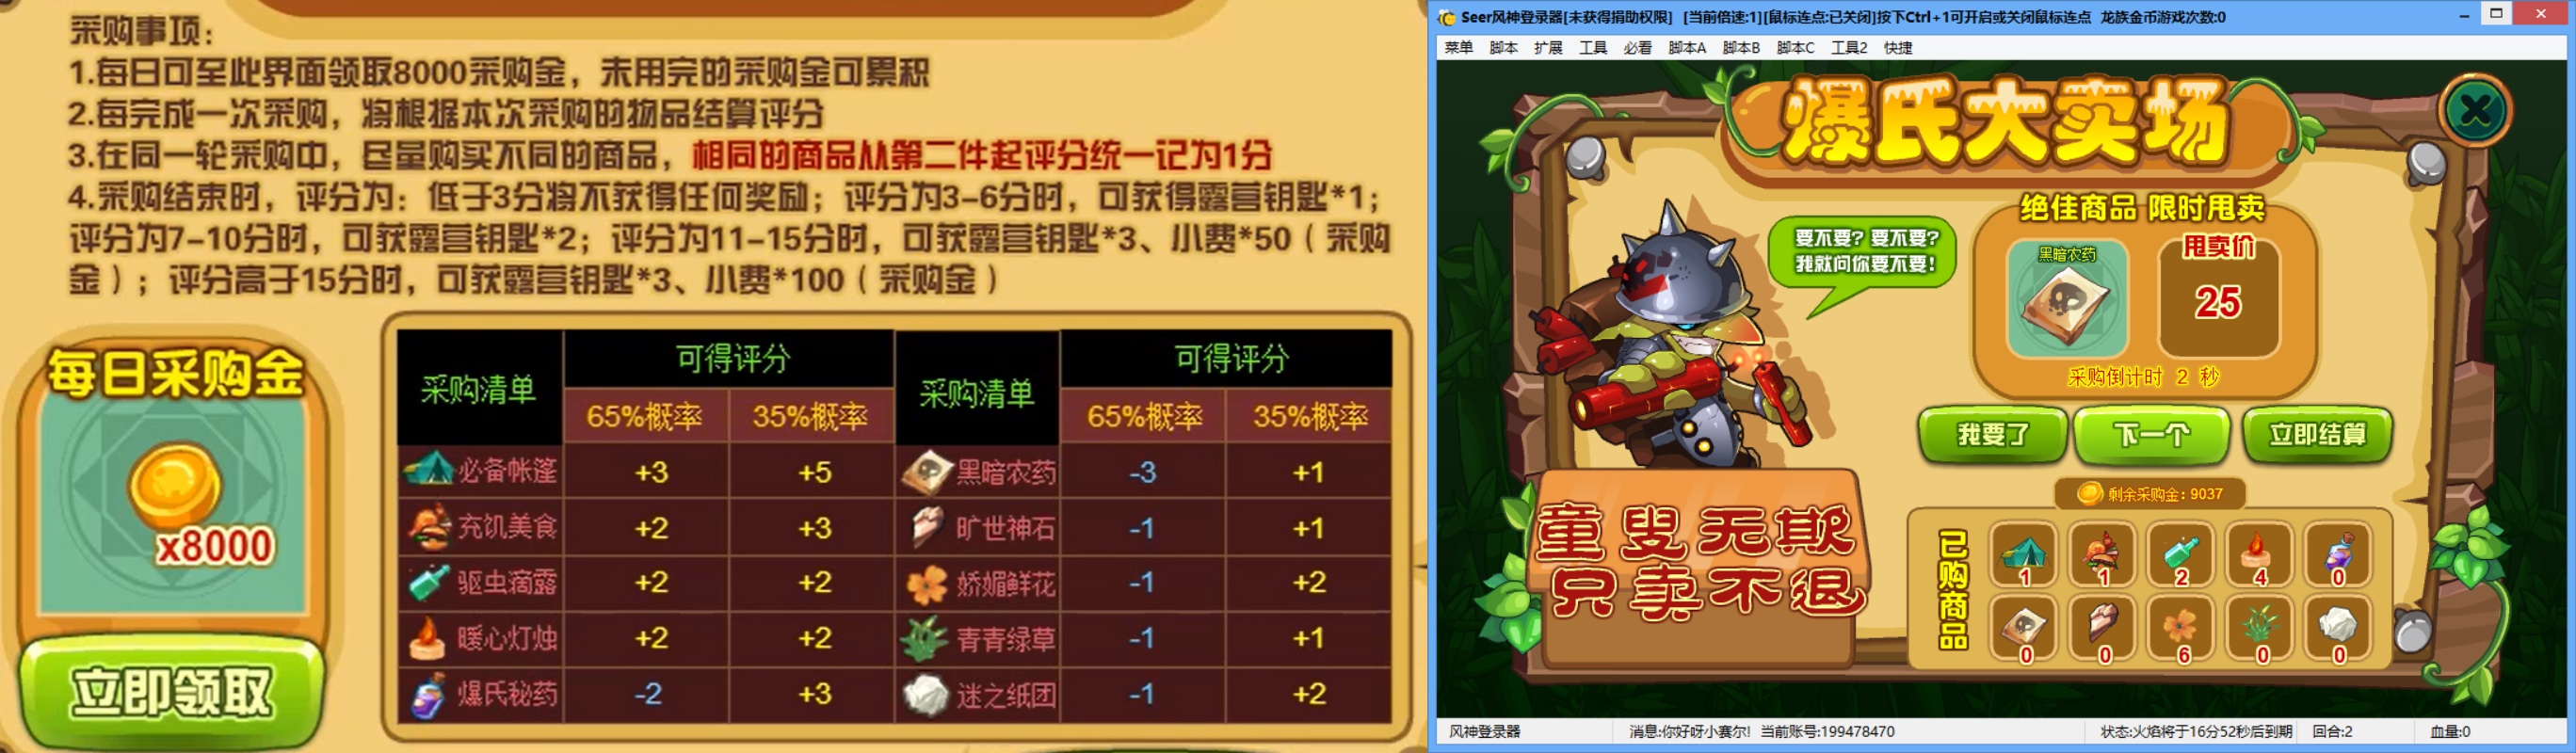 采购事项：
1.每日可至此界面领取8000采购金，未用完的采购金可累积
2.每完成一次采购，将根据本次采购的物品结算评分
3.在同一轮采购中，尽量购买不同的商品，相同的商品从第二件起评分统一记为1分
4.采购结束时，评分为：低于3分将不获得任何奖励；评分为3-6分时，可获得露营钥匙*1；
评分为7-10分时，可获露营钥匙*2；评分为11-15分时，可获露营钥匙*3、小费*50（采购
金）；评分高于15分时，可获露营钥匙*3、小费*100（采购金）
每日采购金
x8000
立即领取
采购清单 可得评分 采购清单 可得评分
65%概率 35%概率 65%概率 35%概率
必备帐篷 +3 +5 黑暗农药 -3 +1
充饥美食 +2 +3 旷世神石 -1 +1
驱虫滴露 +2 +2 娇媚鲜花 -1 +2
暖心灯烛 +2 +2 青青绿草 -1 +1
爆氏秘药 -2 +3 迷之纸团 -1 +2
Seer风神登录器[未获得捐助权限] [当前倍速:1][鼠标连点:已关闭]按下Ctrl+1可开启或关闭鼠标连点 龙族金币游戏次数:0
菜单 脚本 扩展 工具 必看 脚本A 脚本B 脚本C 工具2 快捷
爆氏大卖场
绝佳商品 限时甩卖
要不要？要不要？
我就问你要不要！
黑暗农药
甩卖价
25
采购倒计时 2 秒
我要了 下一个 立即结算
剩余采购金：9037
童叟无欺
只卖不退
已购商品
1 1 2 4 0
0 0 6 0 0
风神登录器 消息:你好呀小赛尔! 当前账号:199478470 状态:火焰将于16分52秒后到期 回合:2 血量:0